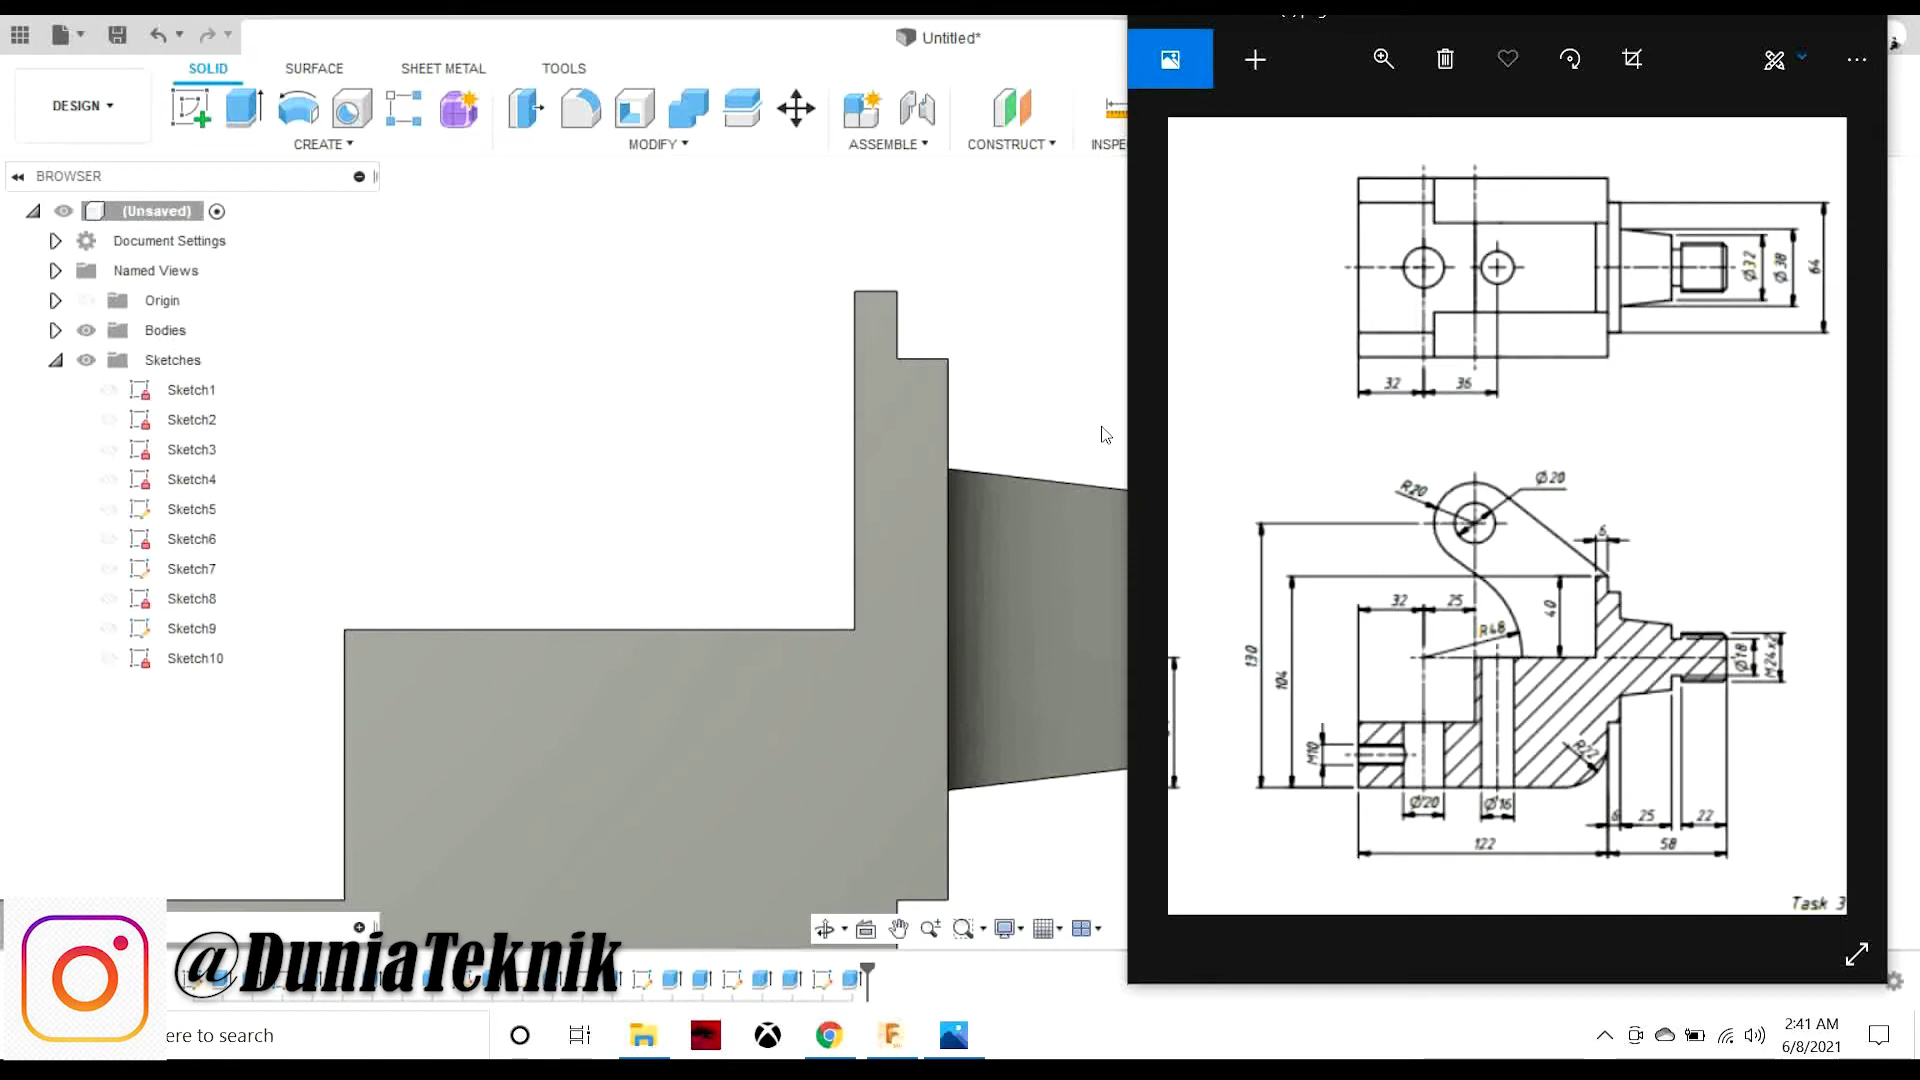 Untitled*
SOLID
SURFACE
SHEET METAL
TOOLS
DESIGN
CREATE
MODIFY
ASSEMBLE
CONSTRUCT
INSPE
BROWSER
(Unsaved)
Document Settings
Named Views
Origin
Bodies
Sketches
Sketch1
Sketch2
Sketch3
Sketch4
Sketch5
Sketch6
Sketch7
Sketch8
Sketch9
Sketch10
Ø32
Ø38
64
32
36
R20
Ø20
6
32
25
40
R48
130
104
Ø18
M24x2
M10
R22
Ø20
Ø16
6
25
22
122
58
Task 3
@DuniaTeknik
ere to search
2:41 AM
6/8/2021